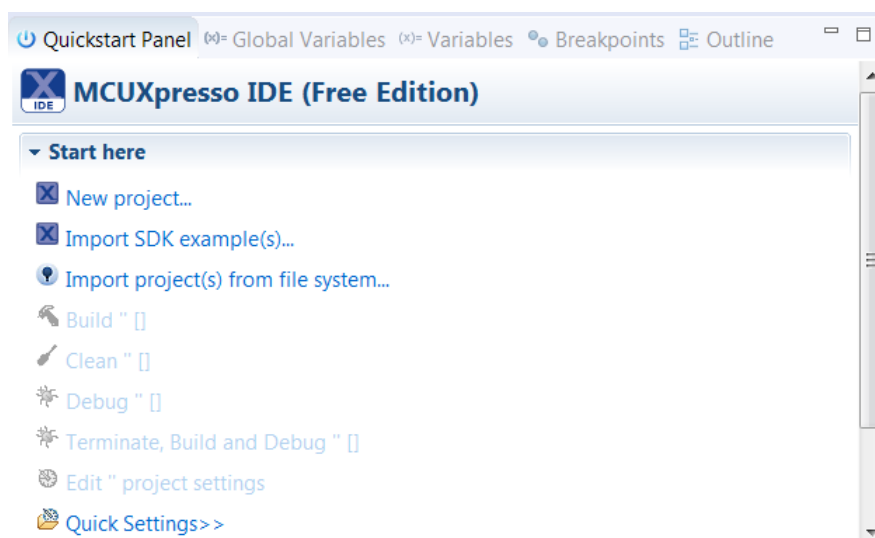 Quickstart Panel (x)= Global Variables (x)= Variables Breakpoints Outline
IDE MCUXpresso IDE (Free Edition)
Start here
New project...
Import SDK example(s)...
Import project(s) from file system...
Build '' []
Clean '' []
Debug '' []
Terminate, Build and Debug '' []
Edit '' project settings
Quick Settings>>